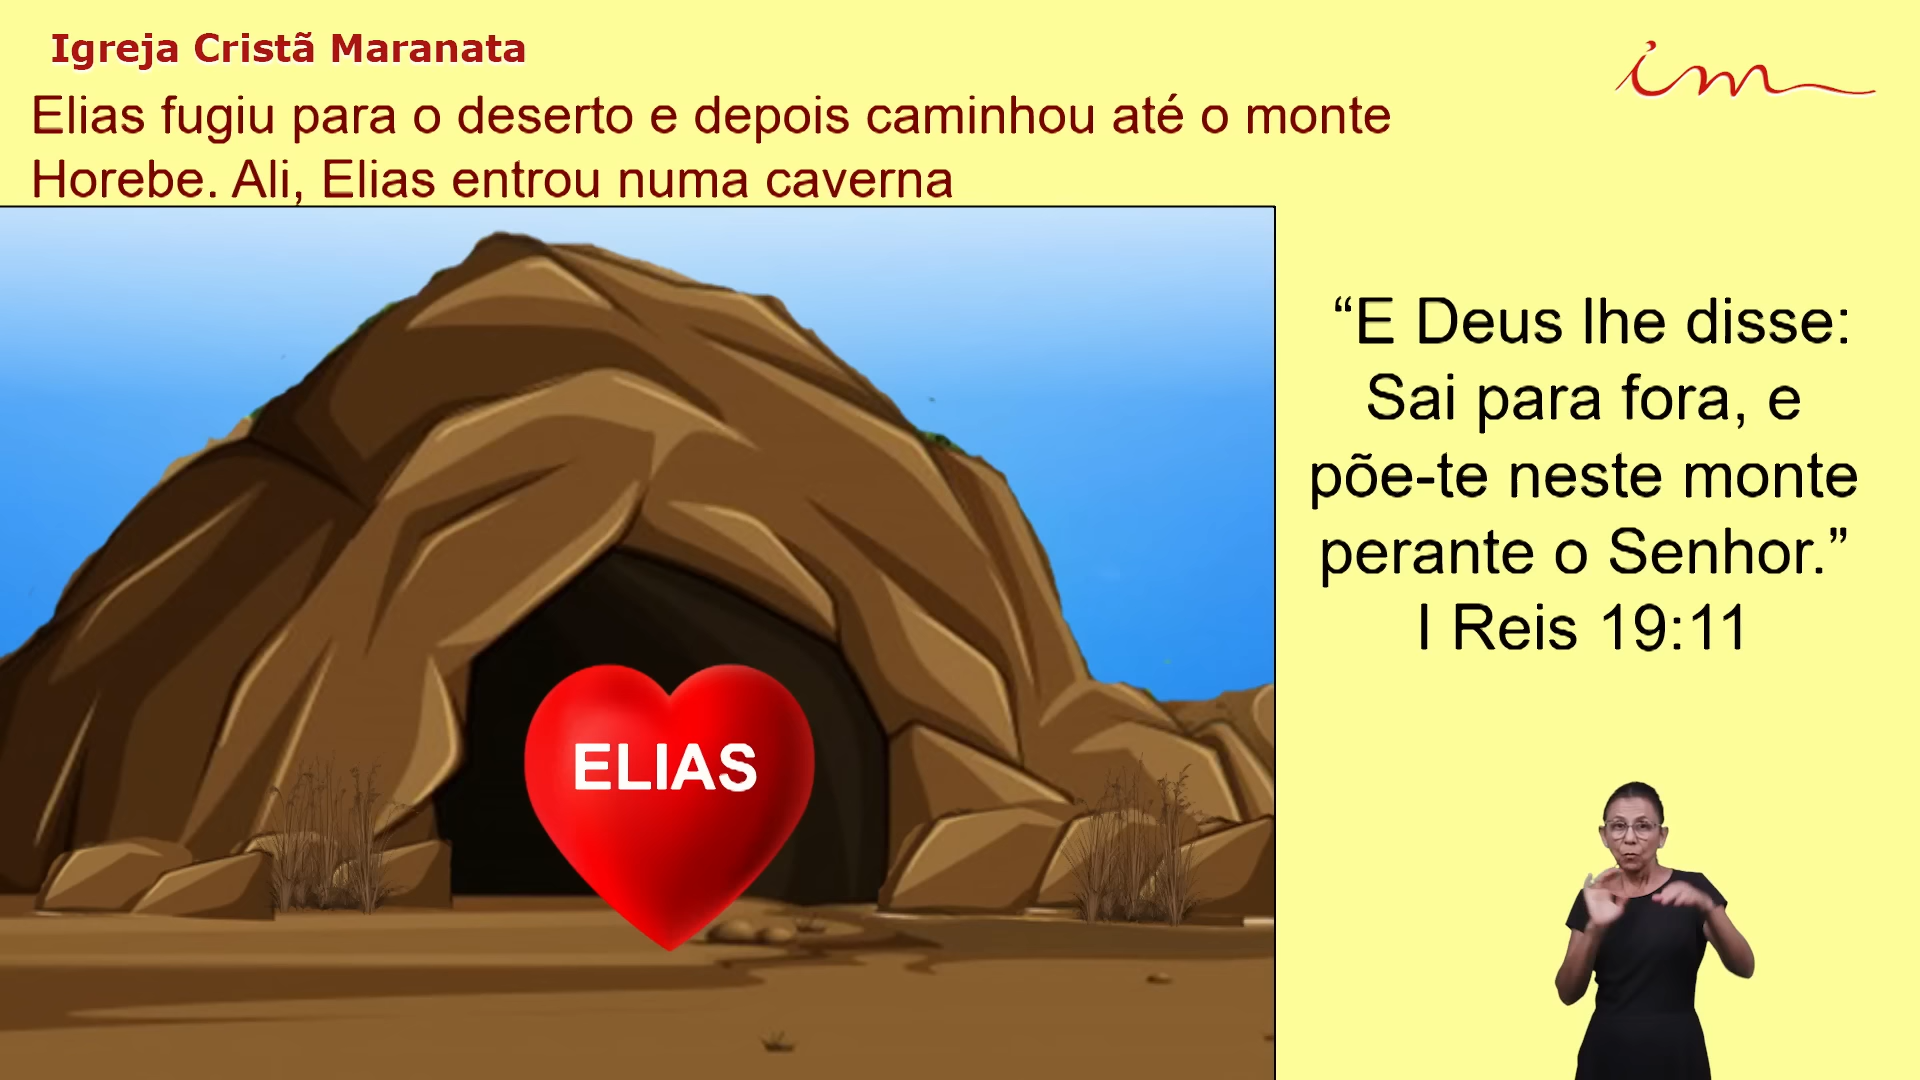 Igreja Cristã Maranata
im
Elias fugiu para o deserto e depois caminhou até o monte
Horebe. Ali, Elias entrou numa caverna
“E Deus lhe disse:
Sai para fora, e
põe-te neste monte
perante o Senhor.”
I Reis 19:11
ELIAS